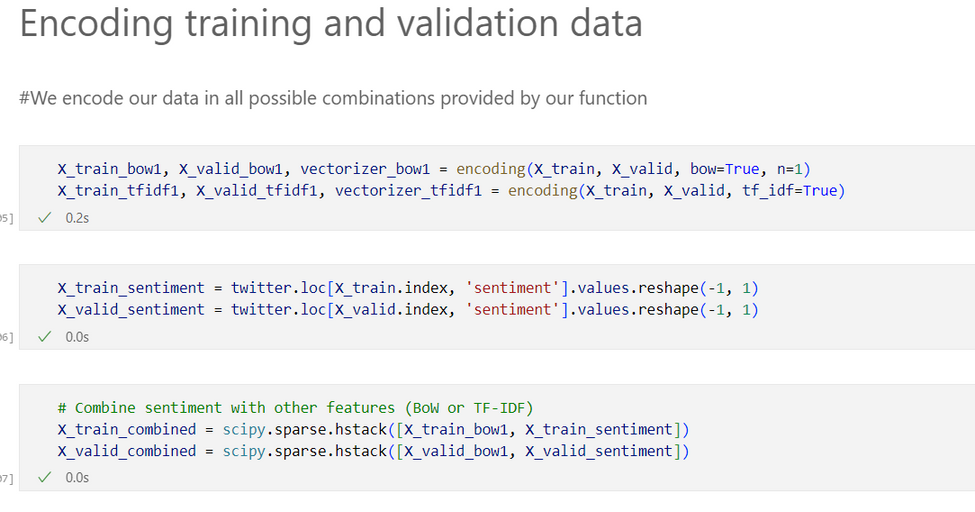 Encoding training and validation data
#We encode our data in all possible combinations provided by our function
X_train_bow1, X_valid_bow1, vectorizer_bow1 = encoding(X_train, X_valid, bow=True, n=1)
X_train_tfidf1, X_valid_tfidf1, vectorizer_tfidf1 = encoding(X_train, X_valid, tf_idf=True)
5] ✓ 0.2s
X_train_sentiment = twitter.loc[X_train.index, 'sentiment'].values.reshape(-1, 1)
X_valid_sentiment = twitter.loc[X_valid.index, 'sentiment'].values.reshape(-1, 1)
6] ✓ 0.0s
# Combine sentiment with other features (BoW or TF-IDF)
X_train_combined = scipy.sparse.hstack([X_train_bow1, X_train_sentiment])
X_valid_combined = scipy.sparse.hstack([X_valid_bow1, X_valid_sentiment])
7] ✓ 0.0s